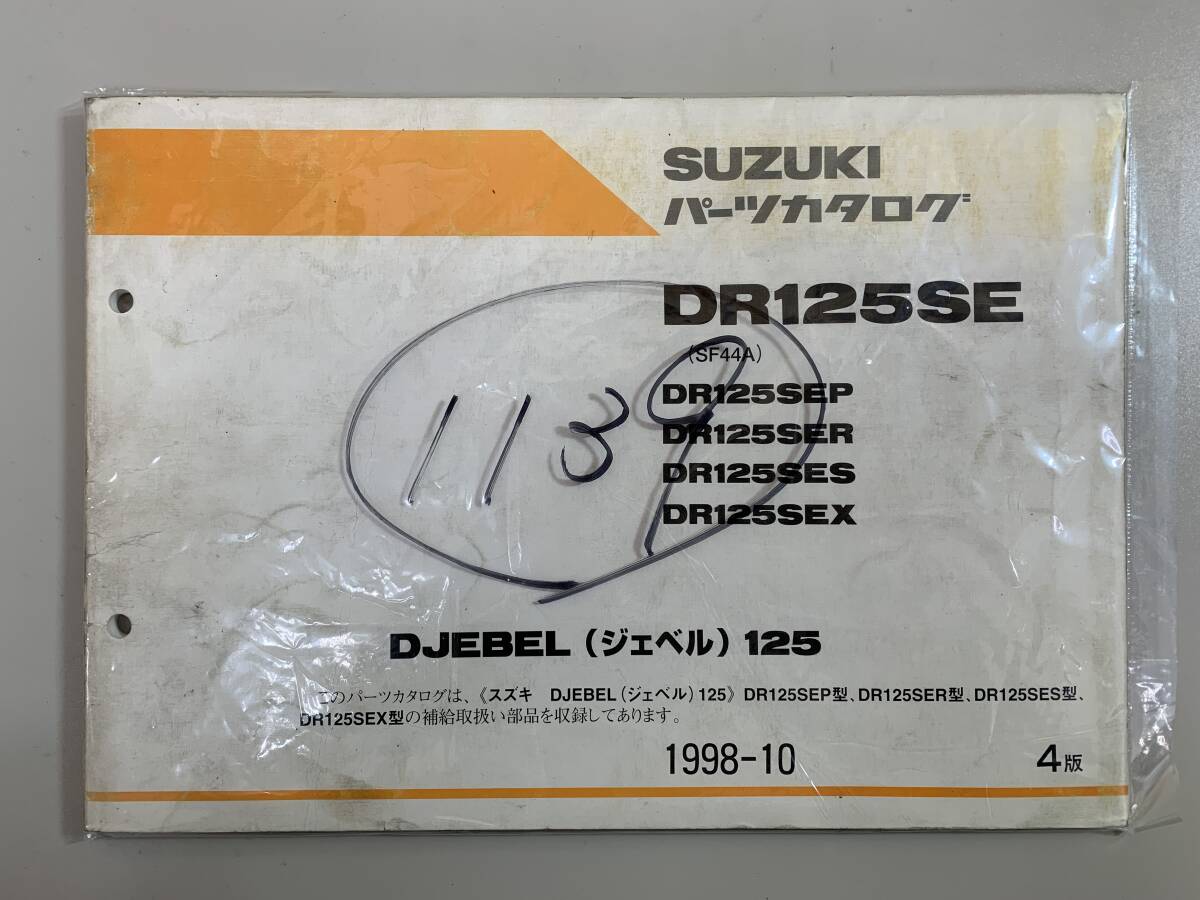 SUZUKI
パーツカタログ
DR125SE
(SF44A)
DR125SEP
DR125SER
DR125SES
DR125SEX
1139
DJEBEL（ジェベル）125
このパーツカタログは、《スズキ　DJEBEL（ジェベル）125》DR125SEP型、DR125SER型、DR125SES型、
DR125SEX型の補給取扱い部品を収録してあります。
1998-10
4版